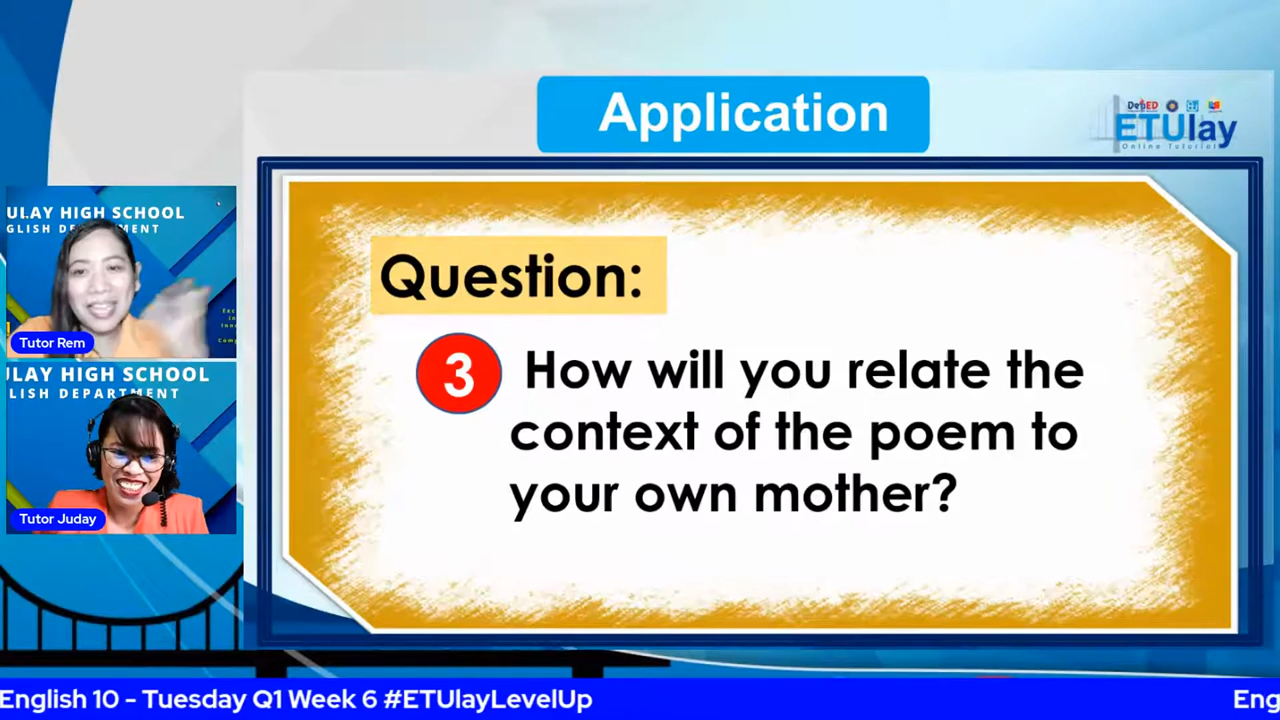 Application
DepED
ETUlay
Online Tutorial
ULAY HIGH SCHOOL
GLISH DEPARTMENT
Tutor Rem
ULAY HIGH SCHOOL
LISH DEPARTMENT
Tutor Juday
Question:
3 How will you relate the
context of the poem to
your own mother?
English 10 - Tuesday Q1 Week 6 #ETUlayLevelUp
Eng